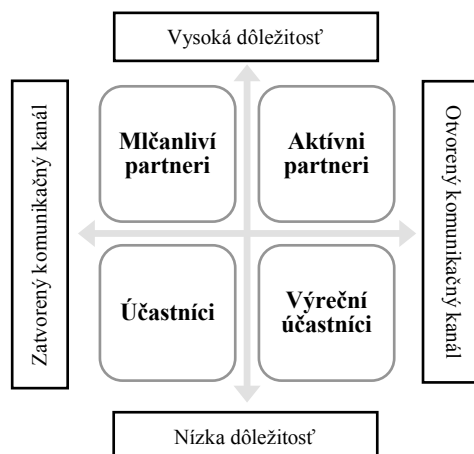 Vysoká dôležitosť
Zatvorený komunikačný kanál
Mlčanliví
partneri
Aktívni
partneri
Otvorený komunikačný kanál
Účastníci
Výreční
účastníci
Nízka dôležitosť